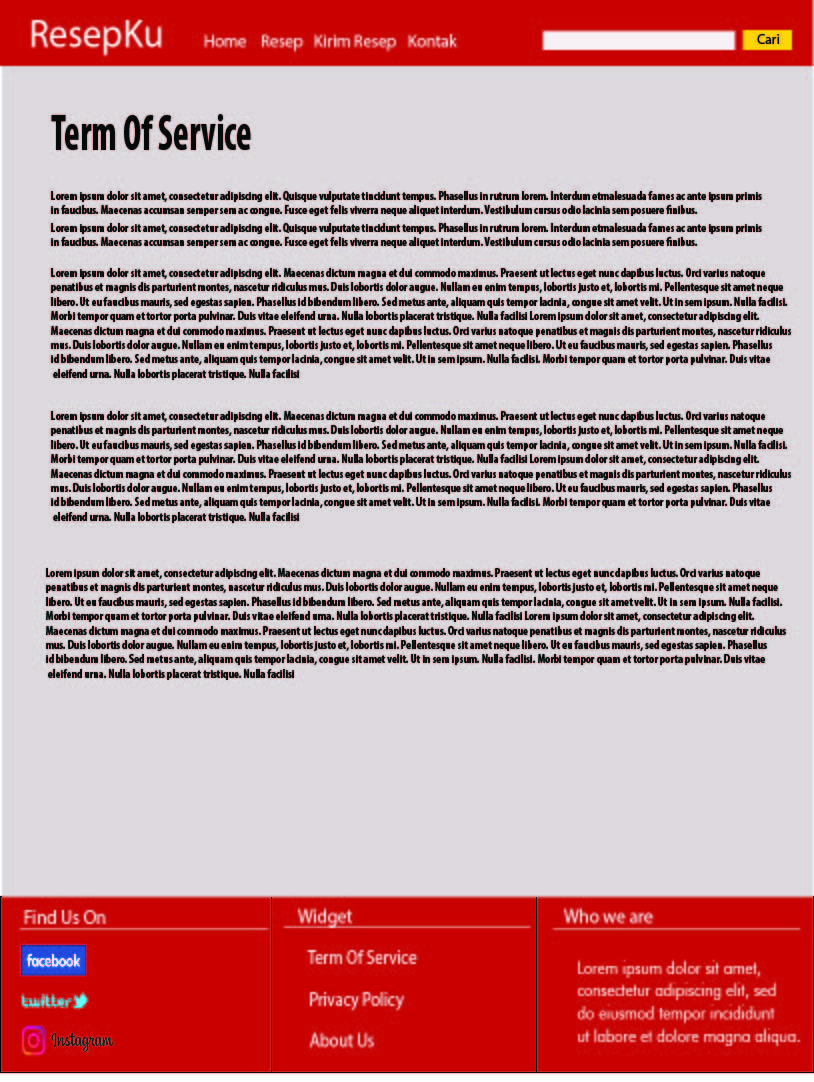 ResepKu
Home Resep Kirim Resep Kontak
Cari
Term Of Service
Lorem ipsum dolor sit amet, consectetur adipiscing elit. Quisque vulputate tincidunt tempus. Phasellus in rutrum lorem. Interdum etmalesuada fames ac ante ipsum primis
in faucibus. Maecenas accumsan semper sem ac congue. Fusce eget felis viverra neque aliquet interdum. Vestibulum cursus odio lacinia sem posuere finibus.
Lorem ipsum dolor sit amet, consectetur adipiscing elit. Quisque vulputate tincidunt tempus. Phasellus in rutrum lorem. Interdum etmalesuada fames ac ante ipsum primis
in faucibus. Maecenas accumsan semper sem ac congue. Fusce eget felis viverra neque aliquet interdum. Vestibulum cursus odio lacinia sem posuere finibus.
Lorem ipsum dolor sit amet, consectetur adipiscing elit. Maecenas dictum magna et dui commodo maximus. Praesent ut lectus eget nunc dapibus luctus. Orci varius natoque
penatibus et magnis dis parturient montes, nascetur ridiculus mus. Duis lobortis dolor augue. Nullam eu enim tempus, lobortis justo et, lobortis mi. Pellentesque sit amet neque
libero. Ut eu faucibus mauris, sed egestas sapien. Phasellus id bibendum libero. Sed metus ante, aliquam quis tempor lacinia, congue sit amet velit. Ut in sem ipsum. Nulla facilisi.
Morbi tempor quam et tortor porta pulvinar. Duis vitae eleifend urna. Nulla lobortis placerat tristique. Nulla facilisi Lorem ipsum dolor sit amet, consectetur adipiscing elit.
Maecenas dictum magna et dui commodo maximus. Praesent ut lectus eget nunc dapibus luctus. Orci varius natoque penatibus et magnis dis parturient montes, nascetur ridiculus
mus. Duis lobortis dolor augue. Nullam eu enim tempus, lobortis justo et, lobortis mi. Pellentesque sit amet neque libero. Ut eu faucibus mauris, sed egestas sapien. Phasellus
id bibendum libero. Sed metus ante, aliquam quis tempor lacinia, congue sit amet velit. Ut in sem ipsum. Nulla facilisi. Morbi tempor quam et tortor porta pulvinar. Duis vitae
eleifend urna. Nulla lobortis placerat tristique. Nulla facilisi
Lorem ipsum dolor sit amet, consectetur adipiscing elit. Maecenas dictum magna et dui commodo maximus. Praesent ut lectus eget nunc dapibus luctus. Orci varius natoque
penatibus et magnis dis parturient montes, nascetur ridiculus mus. Duis lobortis dolor augue. Nullam eu enim tempus, lobortis justo et, lobortis mi. Pellentesque sit amet neque
libero. Ut eu faucibus mauris, sed egestas sapien. Phasellus id bibendum libero. Sed metus ante, aliquam quis tempor lacinia, congue sit amet velit. Ut in sem ipsum. Nulla facilisi.
Morbi tempor quam et tortor porta pulvinar. Duis vitae eleifend urna. Nulla lobortis placerat tristique. Nulla facilisi Lorem ipsum dolor sit amet, consectetur adipiscing elit.
Maecenas dictum magna et dui commodo maximus. Praesent ut lectus eget nunc dapibus luctus. Orci varius natoque penatibus et magnis dis parturient montes, nascetur ridiculus
mus. Duis lobortis dolor augue. Nullam eu enim tempus, lobortis justo et, lobortis mi. Pellentesque sit amet neque libero. Ut eu faucibus mauris, sed egestas sapien. Phasellus
id bibendum libero. Sed metus ante, aliquam quis tempor lacinia, congue sit amet velit. Ut in sem ipsum. Nulla facilisi. Morbi tempor quam et tortor porta pulvinar. Duis vitae
eleifend urna. Nulla lobortis placerat tristique. Nulla facilisi
Lorem ipsum dolor sit amet, consectetur adipiscing elit. Maecenas dictum magna et dui commodo maximus. Praesent ut lectus eget nunc dapibus luctus. Orci varius natoque
penatibus et magnis dis parturient montes, nascetur ridiculus mus. Duis lobortis dolor augue. Nullam eu enim tempus, lobortis justo et, lobortis mi. Pellentesque sit amet neque
libero. Ut eu faucibus mauris, sed egestas sapien. Phasellus id bibendum libero. Sed metus ante, aliquam quis tempor lacinia, congue sit amet velit. Ut in sem ipsum. Nulla facilisi.
Morbi tempor quam et tortor porta pulvinar. Duis vitae eleifend urna. Nulla lobortis placerat tristique. Nulla facilisi Lorem ipsum dolor sit amet, consectetur adipiscing elit.
Maecenas dictum magna et dui commodo maximus. Praesent ut lectus eget nunc dapibus luctus. Orci varius natoque penatibus et magnis dis parturient montes, nascetur ridiculus
mus. Duis lobortis dolor augue. Nullam eu enim tempus, lobortis justo et, lobortis mi. Pellentesque sit amet neque libero. Ut eu faucibus mauris, sed egestas sapien. Phasellus
id bibendum libero. Sed metus ante, aliquam quis tempor lacinia, congue sit amet velit. Ut in sem ipsum. Nulla facilisi. Morbi tempor quam et tortor porta pulvinar. Duis vitae
eleifend urna. Nulla lobortis placerat tristique. Nulla facilisi
Find Us On
facebook
twitter
Instagram
Widget
Term Of Service
Privacy Policy
About Us
Who we are
Lorem ipsum dolor sit amet,
consectetur adipiscing elit, sed
do eiusmod tempor incididunt
ut labore et dolore magna aliqua.